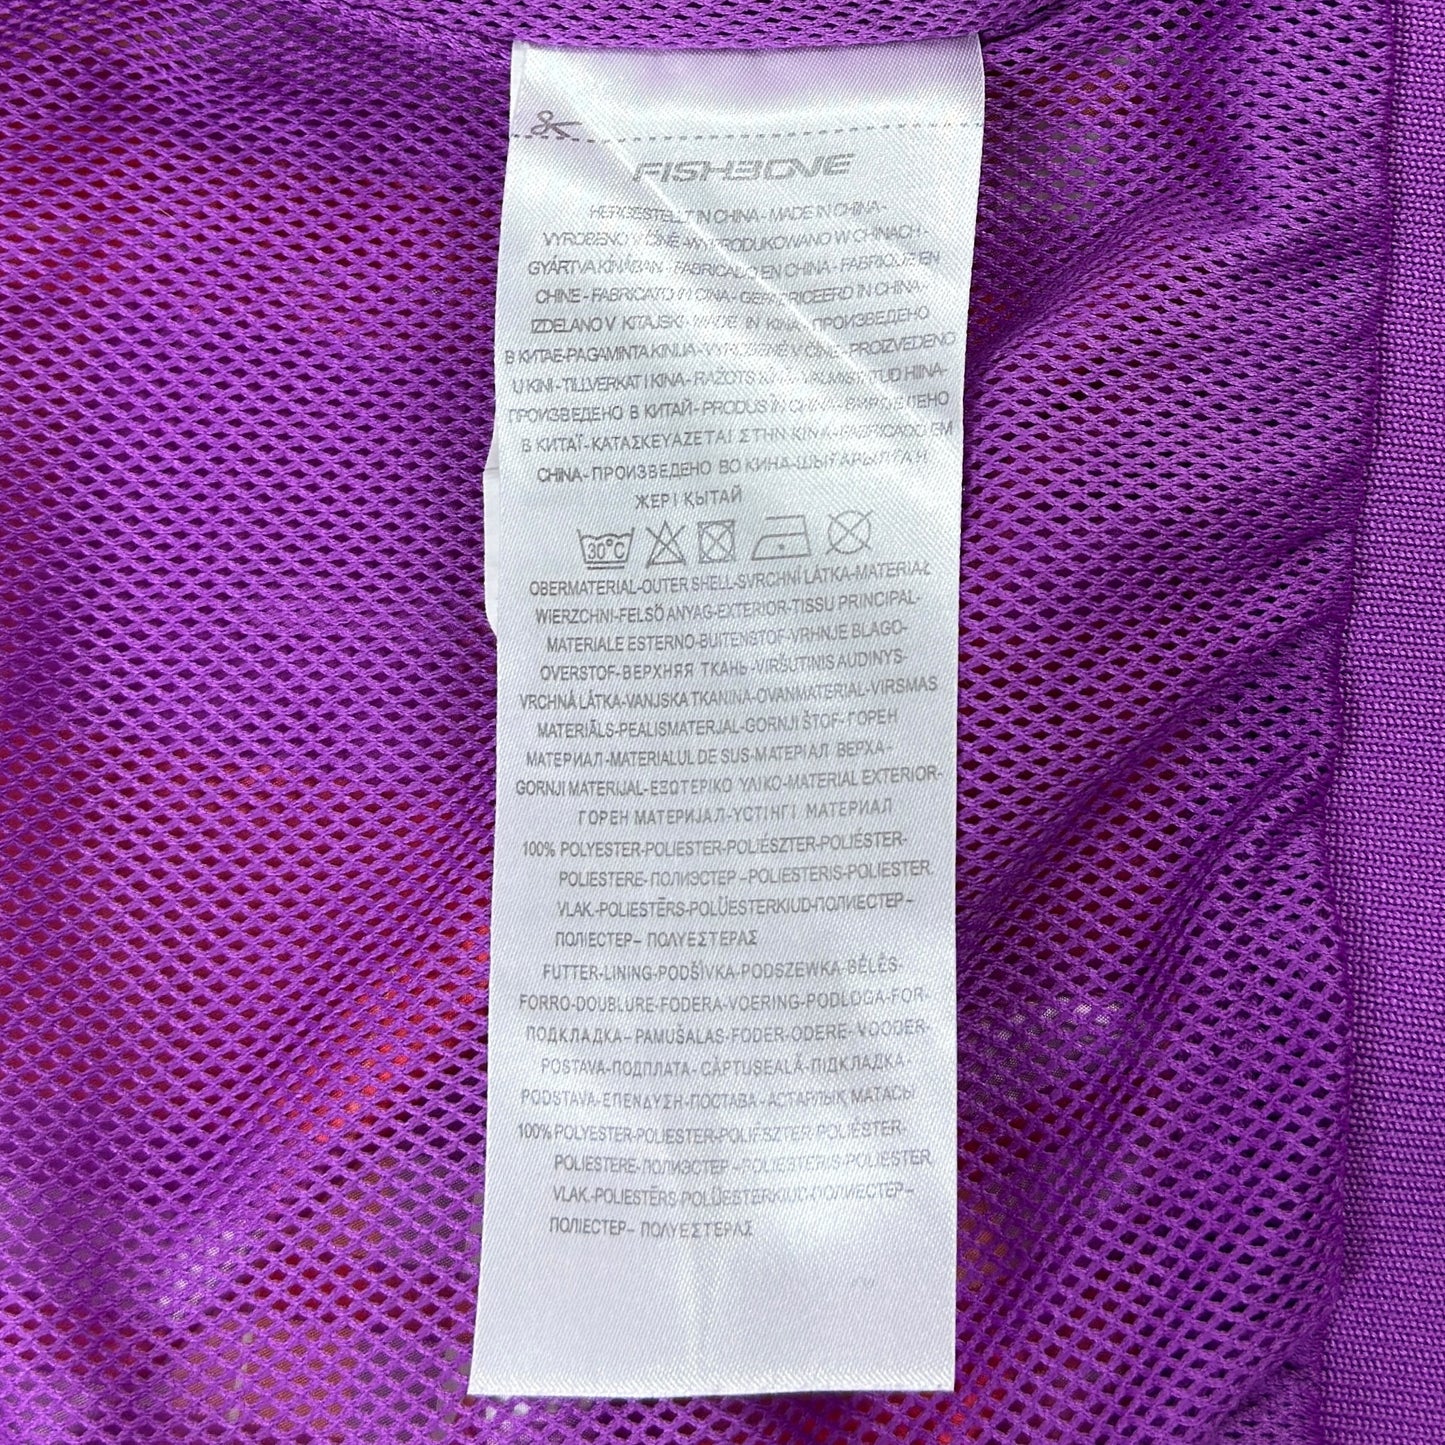 FISHBONE
HERGESTELLT IN CHINA - MADE IN CHINA -
VYROBENO V ČÍNĚ - WYPRODUKOWANO W CHINACH -
GYÁRTVA KÍNÁBAN - FABRICADO EN CHINA - FABRIQUE EN
CHINE - FABRICATO IN CINA - GEFABRICEERD IN CHINA -
IZDELANO V KITAJSKI - MADE IN KINA - ПРОИЗВЕДЕНО
В КИТАЕ-PAGAMINTA KINIJA-VYROBENÉ V ČÍNE-PROIZVEDENO
U KINI - TILLVERKAT I KINA - RAŽOTS HIINA-
ПРОИЗВЕДЕНО В КИТАЙ - PRODUS ÎN CHINA - ВИРОБЛЕНО
В КИТАЇ-ΚΑΤΑΣΚΕΥΑΖΕΤΑΙ ΣΤΗΝ ΚΙΝΑ-FABRICADO EM
CHINA-ПРОИЗВЕДЕНО ВО КИНА-ШЫҒАРЫЛҒАН
ЖЕРІ ҚЫТАЙ
30°C
OBERMATERIAL-OUTER SHELL-SVRCHNÍ LÁTKA-MATERIAŁ
WIERZCHNI-FELSŐ ANYAG-EXTERIOR-TISSU PRINCIPAL-
MATERIALE ESTERNO-BUITENSTOF-VRHNJE BLAGO-
OVERSTOF-ВЕРХНЯЯ ТКАНЬ-VIRŠUTINIS AUDINYS-
VRCHNÁ LÁTKA-VANJSKA TKANINA-OVANMATERIAL-VIRSMAS
MATERIĀLS-PEALISMATERJAL-GORNJI ŠTOF-ГОРЕН
МАТЕРИАЛ-MATERIALUL DE SUS-МАТЕРІАЛ ВЕРХА-
GORNJI MATERIJAL-ΕΞΩΤΕΡΙΚΟ ΥΛΙΚΟ-MATERIAL EXTERIOR-
ГОРЕН МАТЕРИЈАЛ-ҮСТІНГІ МАТЕРИАЛ
100% POLYESTER-POLIESTER-POLIÉSZTER-POLIÉSTER-
POLIESTERE-ПОЛИЭСТЕР-POLIESTERIS-POLIESTER.
VLAK.-POLIESTĒRS-POLÜESTERKIUD-ПОЛИЕСТЕР-
ПОЛІЕСТЕР- ΠΟΛΥΕΣΤΕΡΑΣ
FUTTER-LINING-PODŠÍVKA-PODSZEWKA-BÉLÉS-
FORRO-DOUBLURE-FODERA-VOERING-PODLOGA-FOR-
ПОДКЛАДКА-PAMUŠALAS-FODER-ODERE-VOODER-
POSTAVA-ПОДПЛАТА-CĂPTUSEALĂ-ПІДКЛАДКА-
PODSTAVA-ΕΠΕΝΔΥΣΗ-ПОСТАВА-АСТАРЛЫҚ МАТАСЫ
100% POLYESTER-POLIESTER-POLIÉSZTER-POLIÉSTER-
POLIESTERE-ПОЛИЭСТЕР-POLIESTERIS-POLIESTER.
VLAK.-POLIESTĒRS-POLÜESTERKIUD-ПОЛИЕСТЕР-
ПОЛІЕСТЕР- ΠΟΛΥΕΣΤΕΡΑΣ